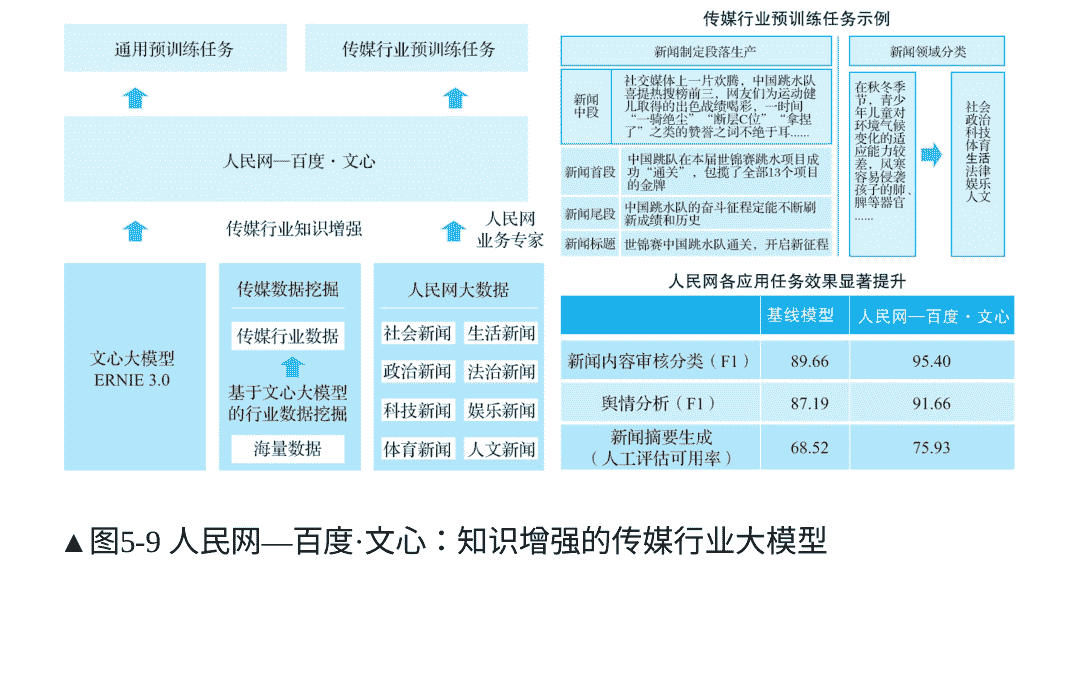 通用预训练任务
传媒行业预训练任务
人民网—百度·文心
传媒行业知识增强
人民网
业务专家
文心大模型
ERNIE 3.0
传媒数据挖掘
传媒行业数据
基于文心大模型
的行业数据挖掘
海量数据
人民网大数据
社会新闻 生活新闻
政治新闻 法治新闻
科技新闻 娱乐新闻
体育新闻 人文新闻
传媒行业预训练任务示例
新闻制定段落生产
新闻
中段
社交媒体上一片欢腾，中国跳水队
喜提热搜榜前三，网友们为运动健
儿取得的出色战绩喝彩，一时间
“一骑绝尘”“断层C位”“拿捏
了”之类的赞誉之词不绝于耳......
新闻首段
中国跳队在本届世锦赛跳水项目成
功“通关”，包揽了全部13个项目
的金牌
新闻尾段
中国跳水队的奋斗征程定能不断刷
新成绩和历史
新闻标题
世锦赛中国跳水队通关，开启新征程
新闻领域分类
在秋冬季
节，青少
年儿童对
环境气候
变化的适
应能力较
差，风寒
容易侵袭
孩子的肺、
脾等器官
......
社会
政治
科技
体育
生活
法律
娱乐
人文
人民网各应用任务效果显著提升
基线模型 人民网—百度·文心
新闻内容审核分类（F1） 89.66 95.40
舆情分析（F1） 87.19 91.66
新闻摘要生成
（人工评估可用率） 68.52 75.93
▲图5-9 人民网—百度·文心：知识增强的传媒行业大模型